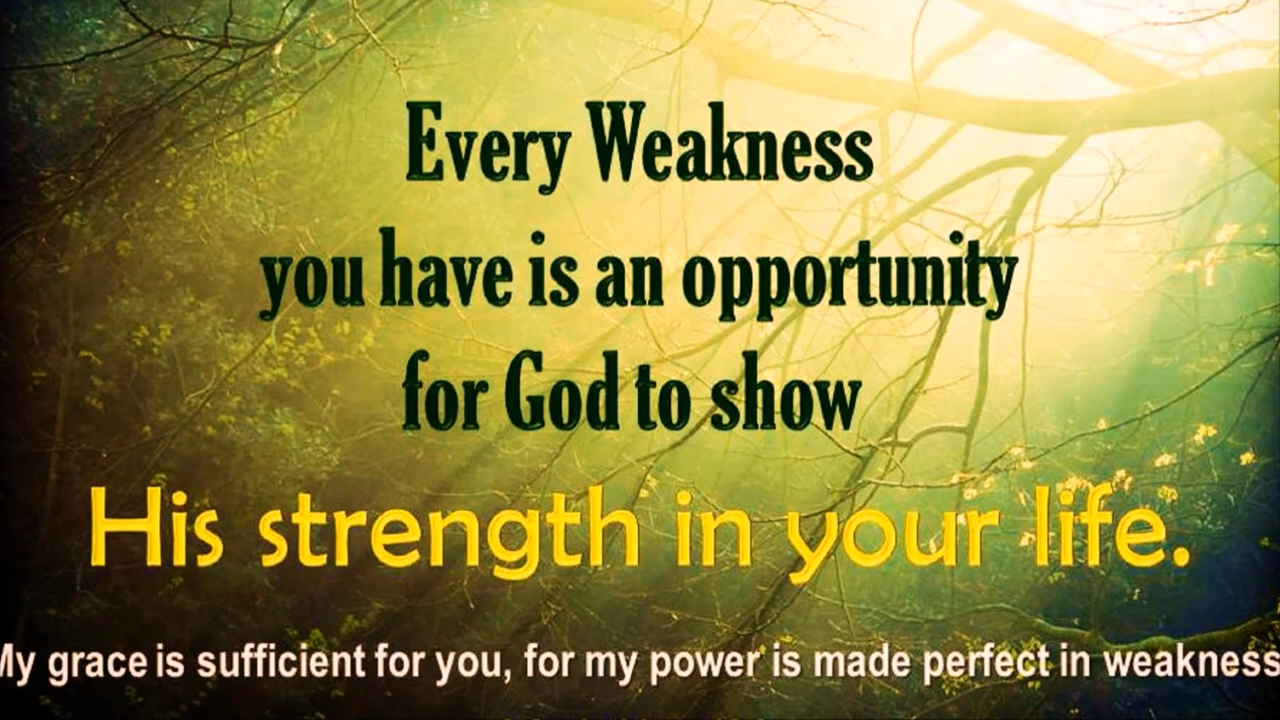 Every Weakness
you have is an opportunity
for God to show
His strength in your life.
My grace is sufficient for you, for my power is made perfect in weakness